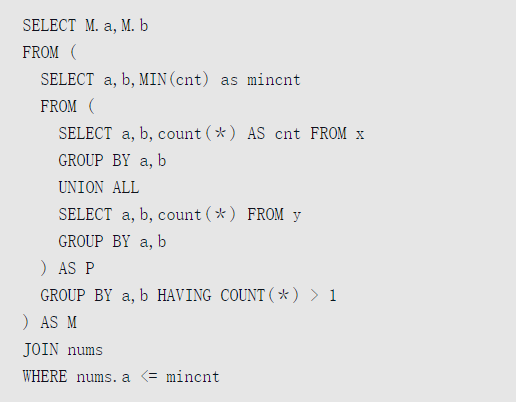 SELECT M.a,M.b
FROM (
SELECT a,b,MIN(cnt) as mincnt
FROM (
SELECT a,b,count(*) AS cnt FROM x
GROUP BY a,b
UNION ALL
SELECT a,b,count(*) FROM y
GROUP BY a,b
) AS P
GROUP BY a,b HAVING COUNT(*) > 1
) AS M
JOIN nums
WHERE nums.a <= mincnt